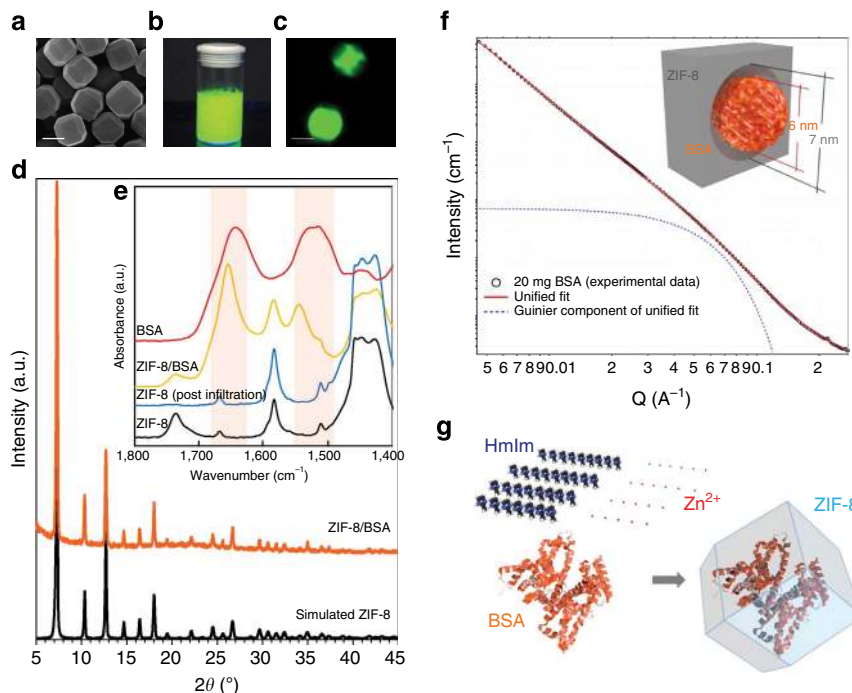 a
b
c
d
Intensity (a.u.)
5 10 15 20 25 30 35 40 45
2θ (°)
ZIF-8/BSA
Simulated ZIF-8
e
Absorbance (a.u.)
BSA
ZIF-8/BSA
ZIF-8 (post infiltration)
ZIF-8
1,800 1,700 1,600 1,500 1,400
Wavenumber (cm⁻¹)
f
Intensity (cm⁻¹)
ZIF-8
BSA
6 nm
7 nm
20 mg BSA (experimental data)
Unified fit
Guinier component of unified fit
5 6 7 8 9 0.01 2 3 4 5 6 7 8 9 0.1 2
Q (A⁻¹)
g
HmIm
Zn²⁺
ZIF-8
BSA